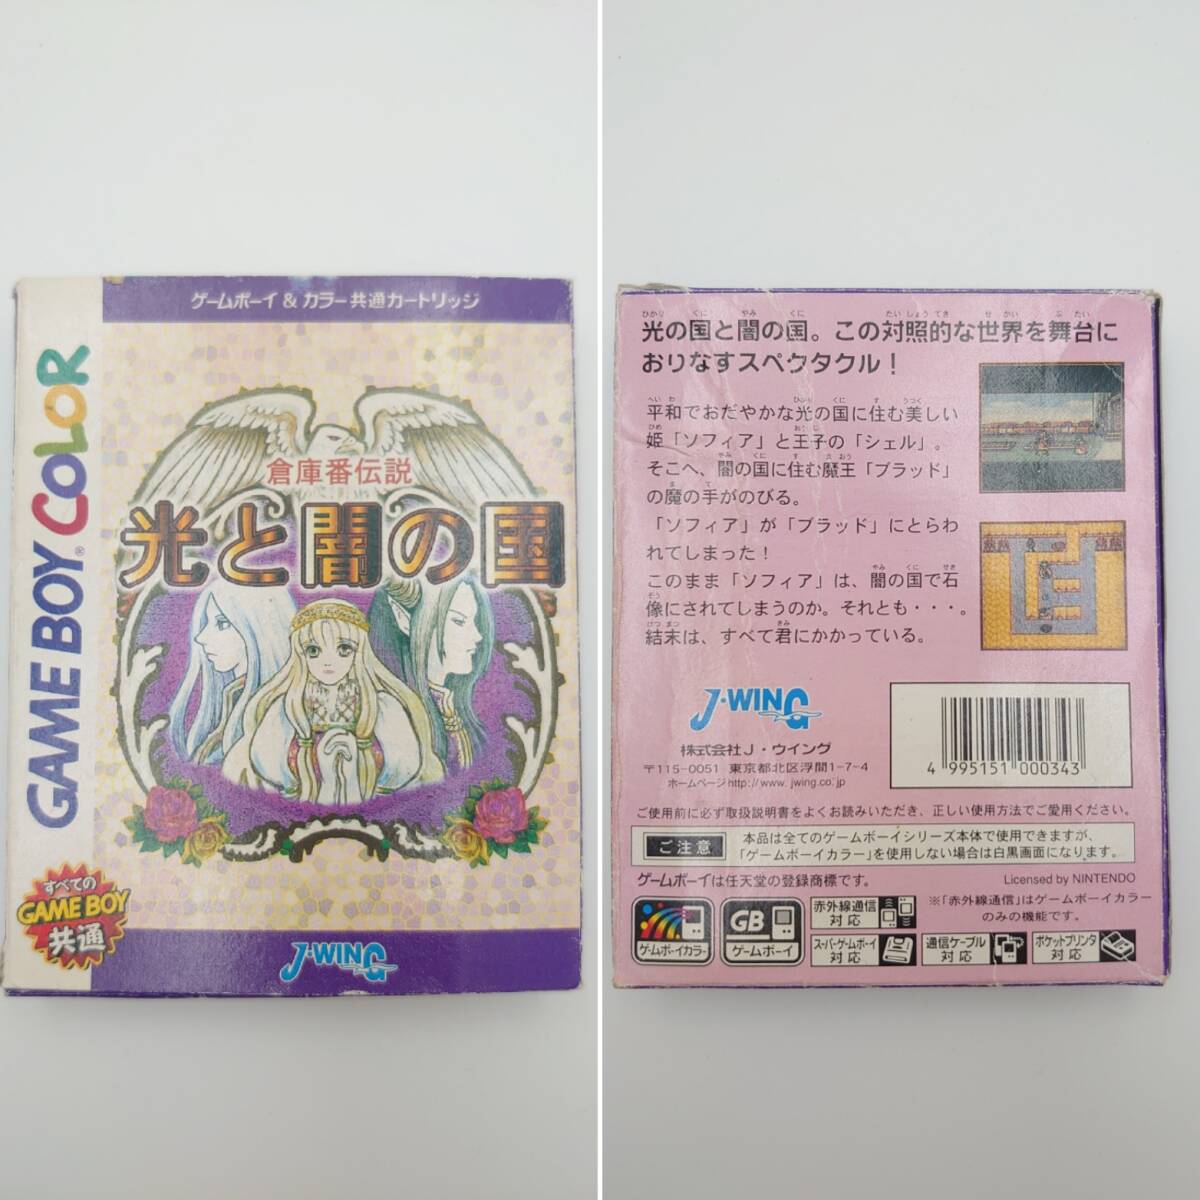 ゲームボーイ & カラー共通カートリッジ
GAME BOY COLOR
倉庫番伝説
光と闇の国
すべての
GAME BOY
共通
J・WING
光の国と闇の国。この対照的な世界を舞台に
おりなすスペクタクル！
平和でおだやかな光の国に住む美しい
姫「ソフィア」と王子の「シェル」。
そこへ、闇の国に住む魔王「ブラッド」
の魔の手がのびる。
「ソフィア」が「ブラッド」にとらわ
れてしまった！
このまま「ソフィア」は、闇の国で石
像にされてしまうのか。それとも・・・。
結末は、すべて君にかかっている。
J・WING
株式会社J・ウイング
〒115-0051 東京都北区浮間1-7-4
ホームページhttp://www.jwing.co.jp
4 995151 000343
ご使用前に必ず取扱説明書をよくお読みいただき、正しい使用方法でご愛用ください。
ご注意
本品は全てのゲームボーイシリーズ本体で使用できますが、
「ゲームボーイカラー」を使用しない場合は白黒画面になります。
ゲームボーイは任天堂の登録商標です。
Licensed by NINTENDO
ゲームボーイカラー
GB
ゲームボーイ
赤外線通信
対応
※「赤外線通信」はゲームボーイカラー
のみの機能です。
スーパーゲームボーイ
対応
通信ケーブル
対応
ポケットプリンタ
対応